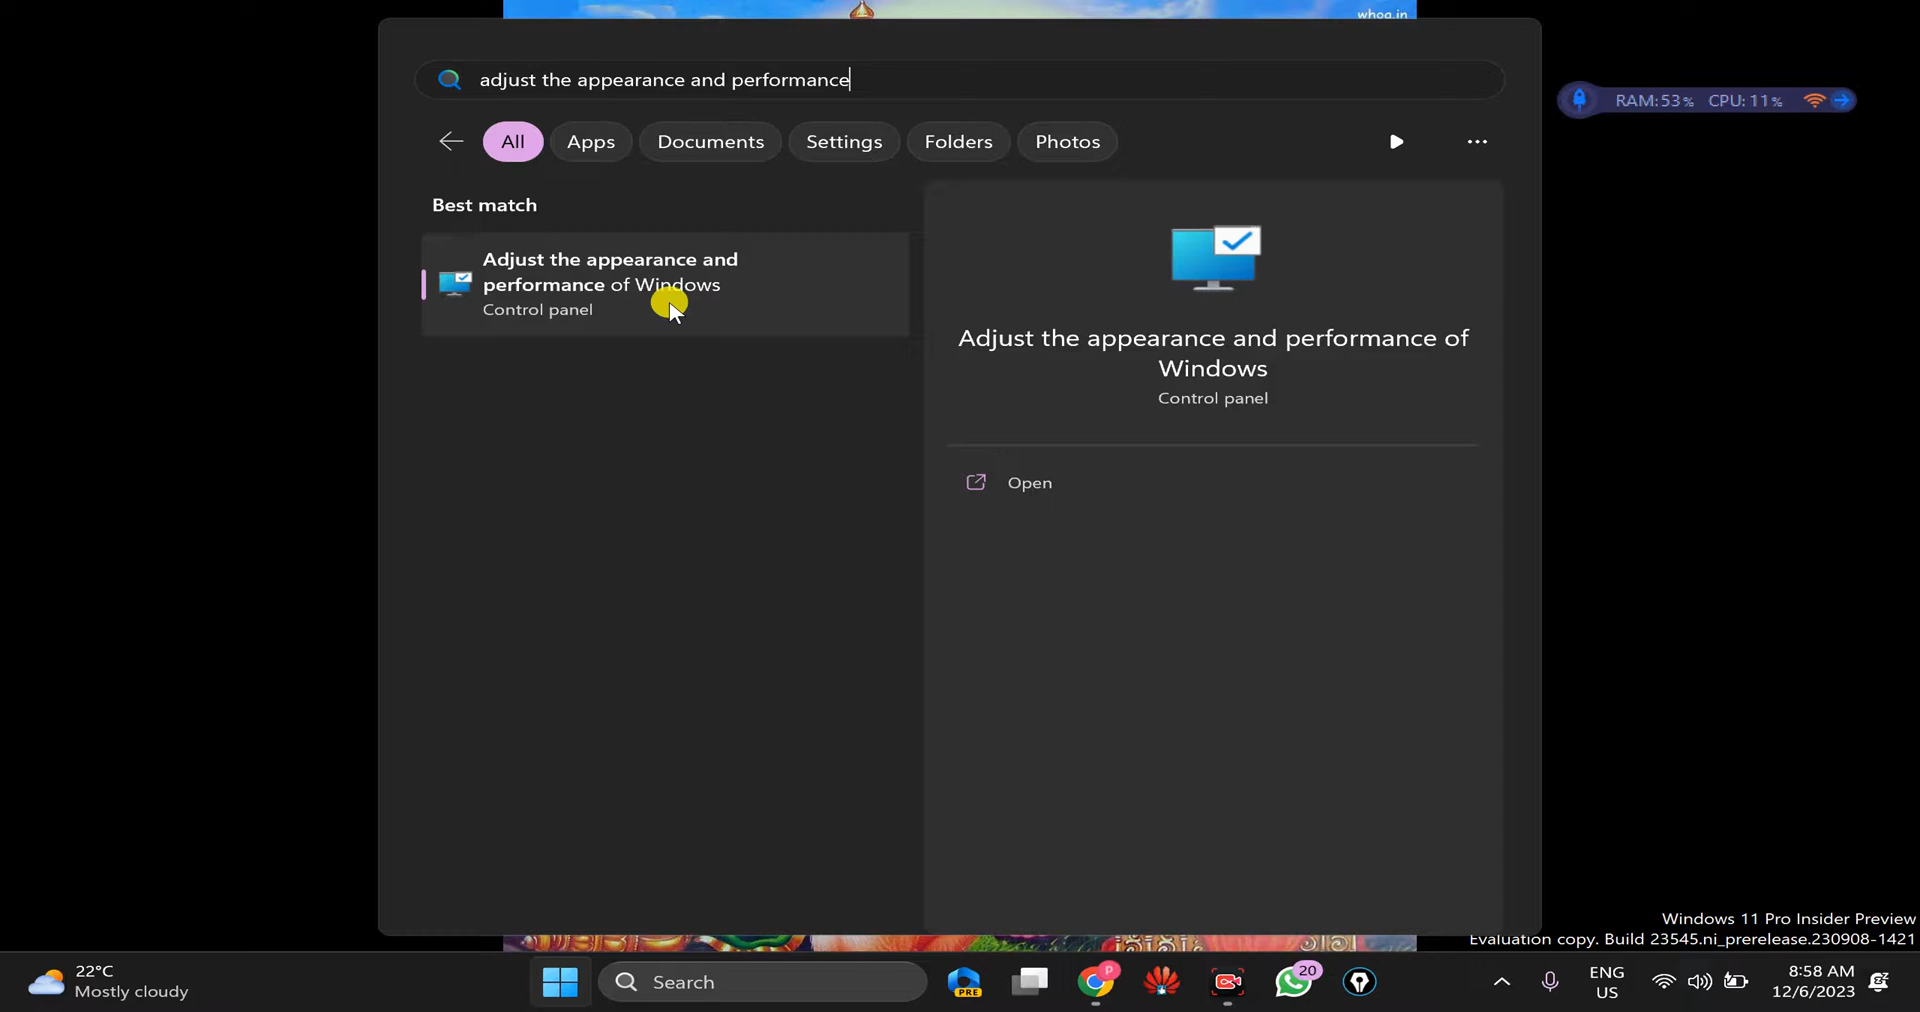 whoa.in
adjust the appearance and performance
RAM:53% CPU: 11%
All Apps Documents Settings Folders Photos
Best match
Adjust the appearance and
performance of Windows
Control panel
Adjust the appearance and performance of
Windows
Control panel
Open
Windows 11 Pro Insider Preview
Evaluation copy. Build 23545.ni_prerelease.230908-1421
22°C
Mostly cloudy
Search
PRE
P
20
ENG
US
8:58 AM
12/6/2023